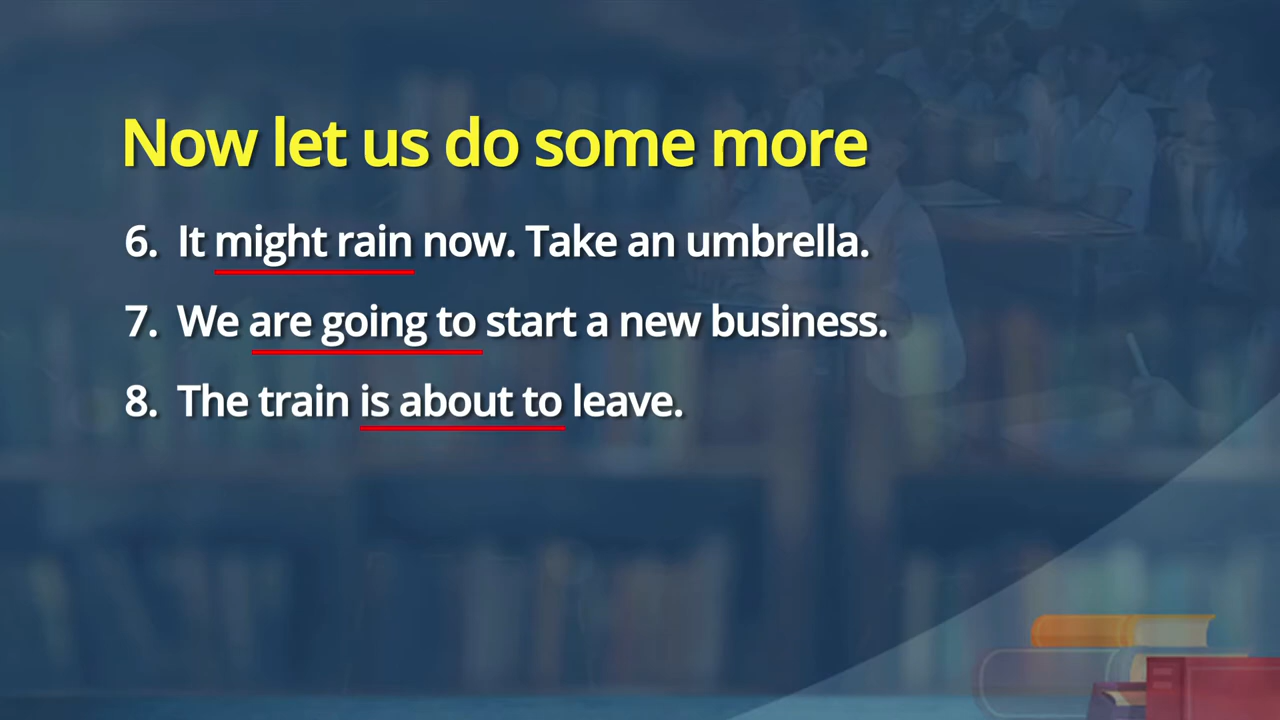 Now let us do some more
6. It might rain now. Take an umbrella.
7. We are going to start a new business.
8. The train is about to leave.